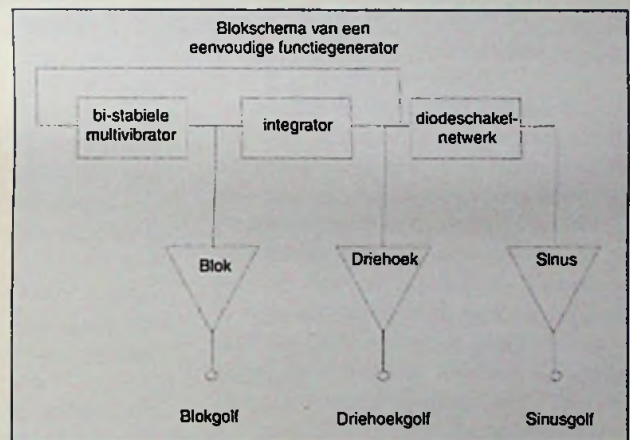 Blokschema van een
eenvoudige functiegenerator
bi-stabiele
multivibrator
integrator
diodeschakel-
netwerk
Blok
Driehoek
Sinus
Blokgolf
Driehoekgolf
Sinusgolf